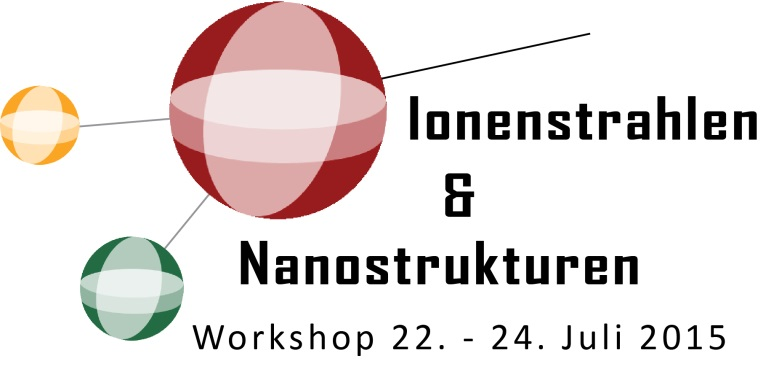 Ionenstrahlen
&
Nanostrukturen
Workshop 22. - 24. Juli 2015